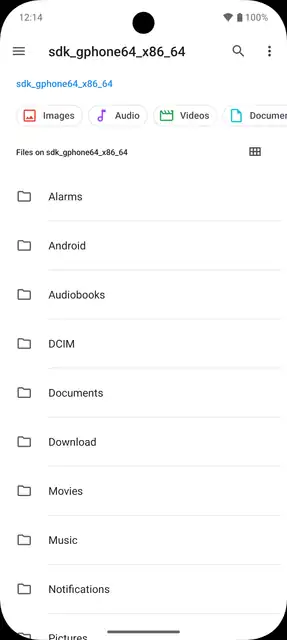 12:14
100%
sdk_gphone64_x86_64
sdk_gphone64_x86_64
Images
Audio
Videos
Documen
Files on sdk_gphone64_x86_64
Alarms
Android
Audiobooks
DCIM
Documents
Download
Movies
Music
Notifications
Pictures